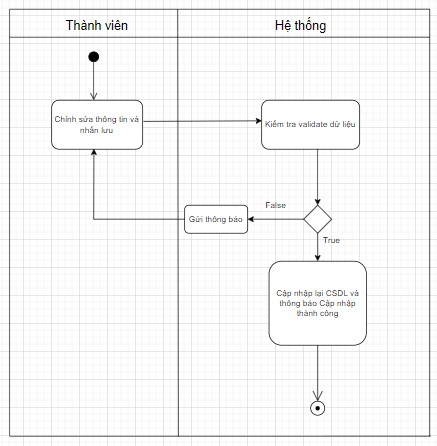 Thành viên
Hệ thống
Chỉnh sửa thông tin và
nhấn lưu
Kiểm tra validate dữ liệu
False
Gửi thông báo
True
Cập nhập lại CSDL và
thông báo Cập nhập
thành công